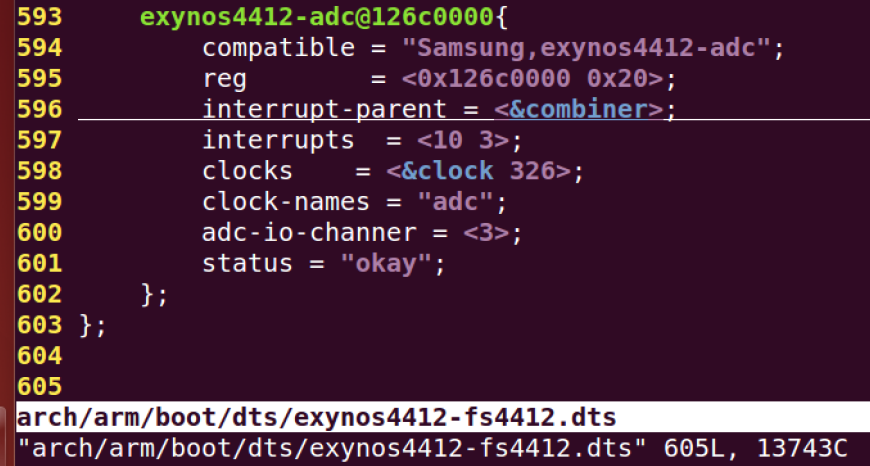 593     exynos4412-adc@126c0000{
594         compatible = "Samsung,exynos4412-adc";
595         reg        = <0x126c0000 0x20>;
596         interrupt-parent = <&combiner>;
597         interrupts  = <10 3>;
598         clocks    = <&clock 326>;
599         clock-names = "adc";
600         adc-io-channer = <3>;
601         status = "okay";
602     };
603 };
604
605
arch/arm/boot/dts/exynos4412-fs4412.dts
"arch/arm/boot/dts/exynos4412-fs4412.dts" 605L, 13743C